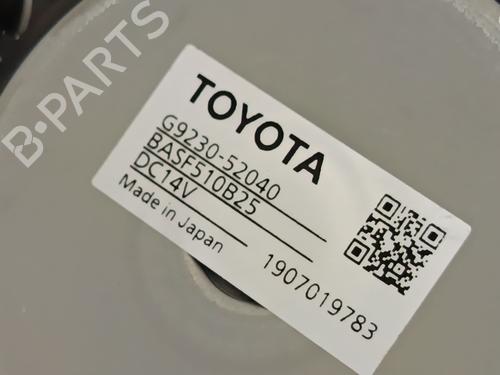 B-PARTS
TOYOTA
G9230-52040
BASF510B25
DC14V
Made in Japan
1907019783